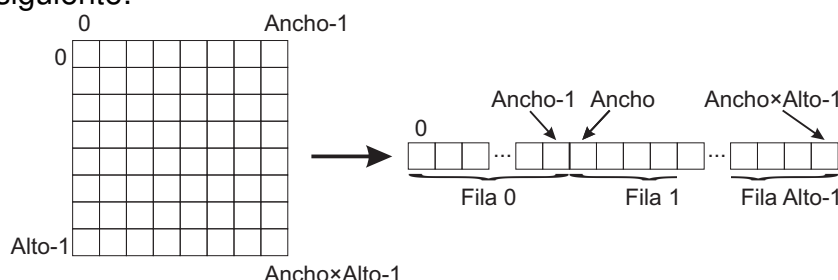 siguiente:
0 Ancho-1
0
Alto-1
Ancho×Alto-1
Ancho-1 Ancho Ancho×Alto-1
0
... ...
Fila 0 Fila 1 Fila Alto-1